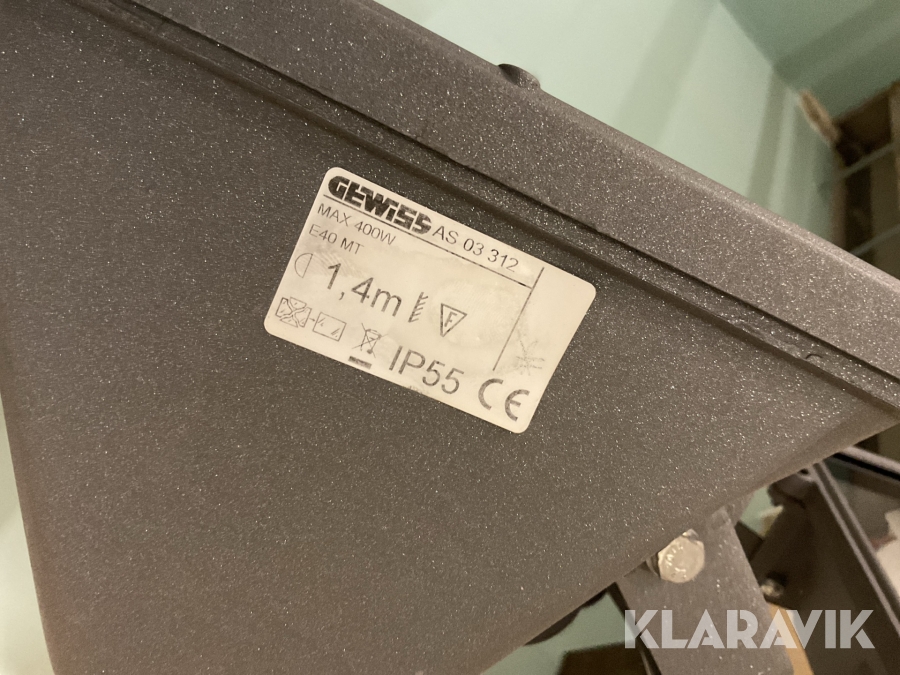 GEWISS AS 03 312
MAX 400W
E40 MT
1,4m F
IP55 CE
KLARAVIK